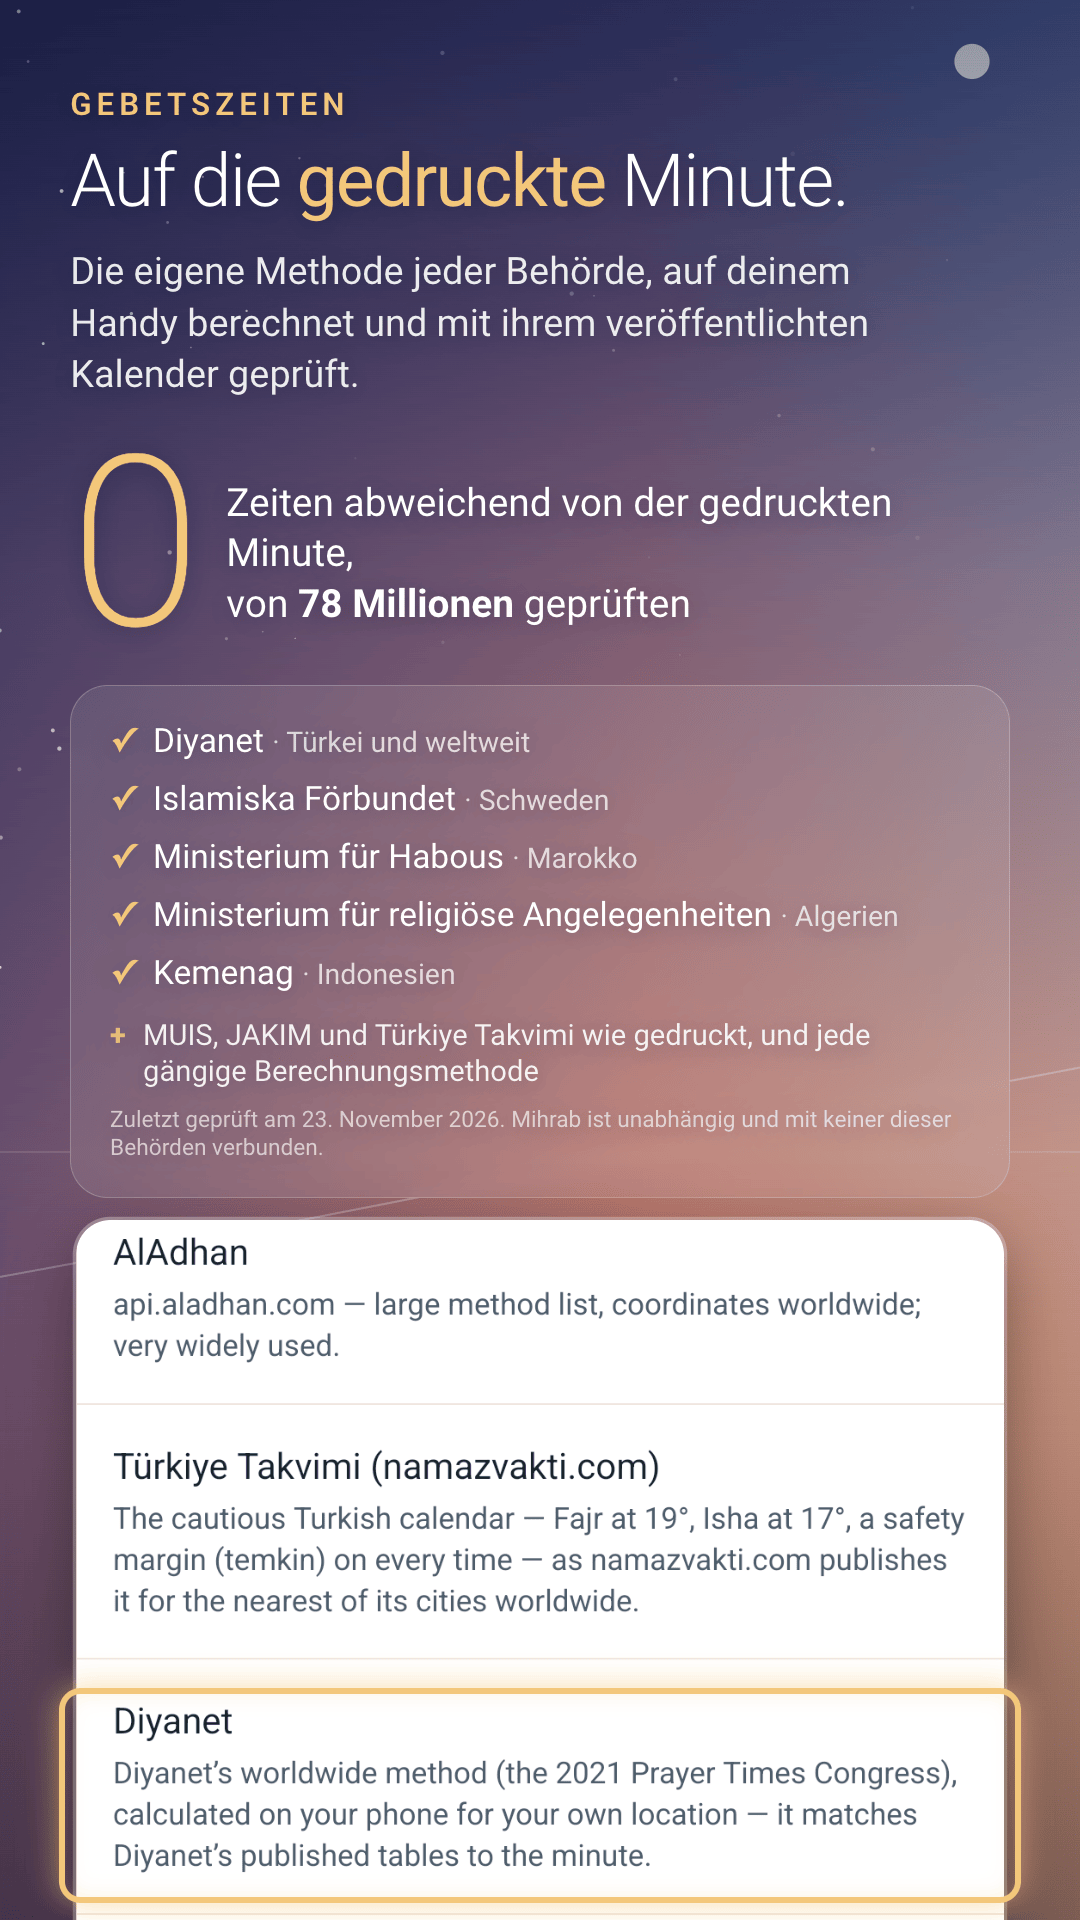 GEBETSZEITEN
Auf die gedruckte Minute.
Die eigene Methode jeder Behörde, auf deinem
Handy berechnet und mit ihrem veröffentlichten
Kalender geprüft.
0
Zeiten abweichend von der gedruckten
Minute,
von 78 Millionen geprüften
✓ Diyanet · Türkei und weltweit
✓ Islamiska Förbundet · Schweden
✓ Ministerium für Habous · Marokko
✓ Ministerium für religiöse Angelegenheiten · Algerien
✓ Kemenag · Indonesien
+ MUIS, JAKIM und Türkiye Takvimi wie gedruckt, und jede
gängige Berechnungsmethode
Zuletzt geprüft am 23. November 2026. Mihrab ist unabhängig und mit keiner dieser
Behörden verbunden.
AlAdhan
api.aladhan.com — large method list, coordinates worldwide;
very widely used.
Türkiye Takvimi (namazvakti.com)
The cautious Turkish calendar — Fajr at 19°, Isha at 17°, a safety
margin (temkin) on every time — as namazvakti.com publishes
it for the nearest of its cities worldwide.
Diyanet
Diyanet’s worldwide method (the 2021 Prayer Times Congress),
calculated on your phone for your own location — it matches
Diyanet’s published tables to the minute.